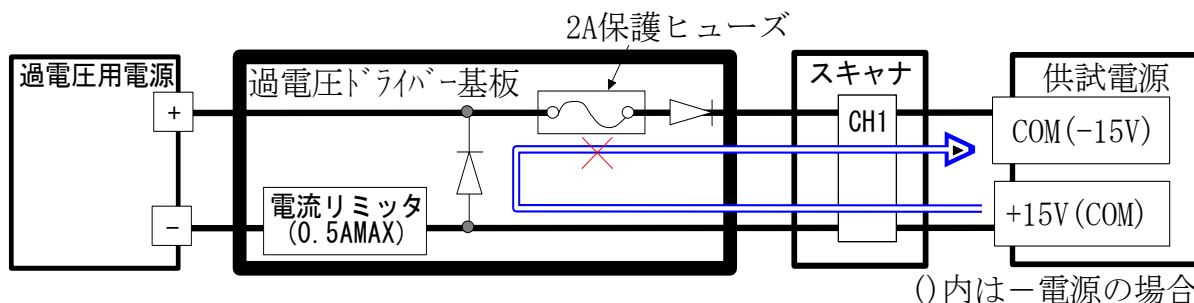 2A保護ヒューズ
過電圧用電源
+
-
過電圧ドライバー基板
電流リミッタ
(0.5AMAX)
スキャナ
CH1
供試電源
COM(-15V)
+15V(COM)
()内は－電源の場合